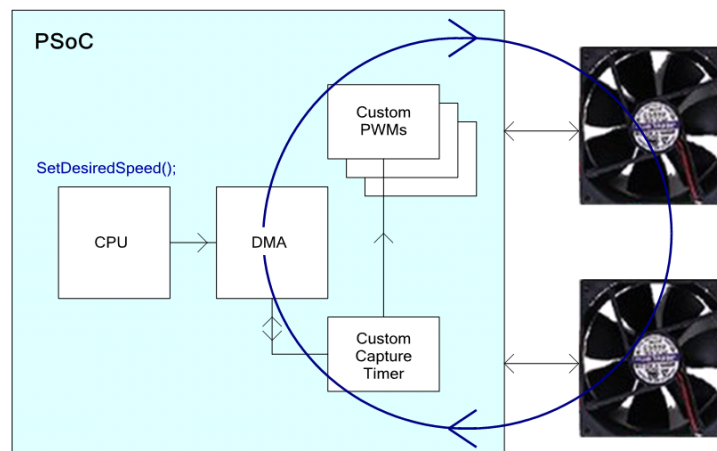 PSoC
Custom
PWMs
SetDesiredSpeed();
CPU
DMA
Custom
Capture
Timer